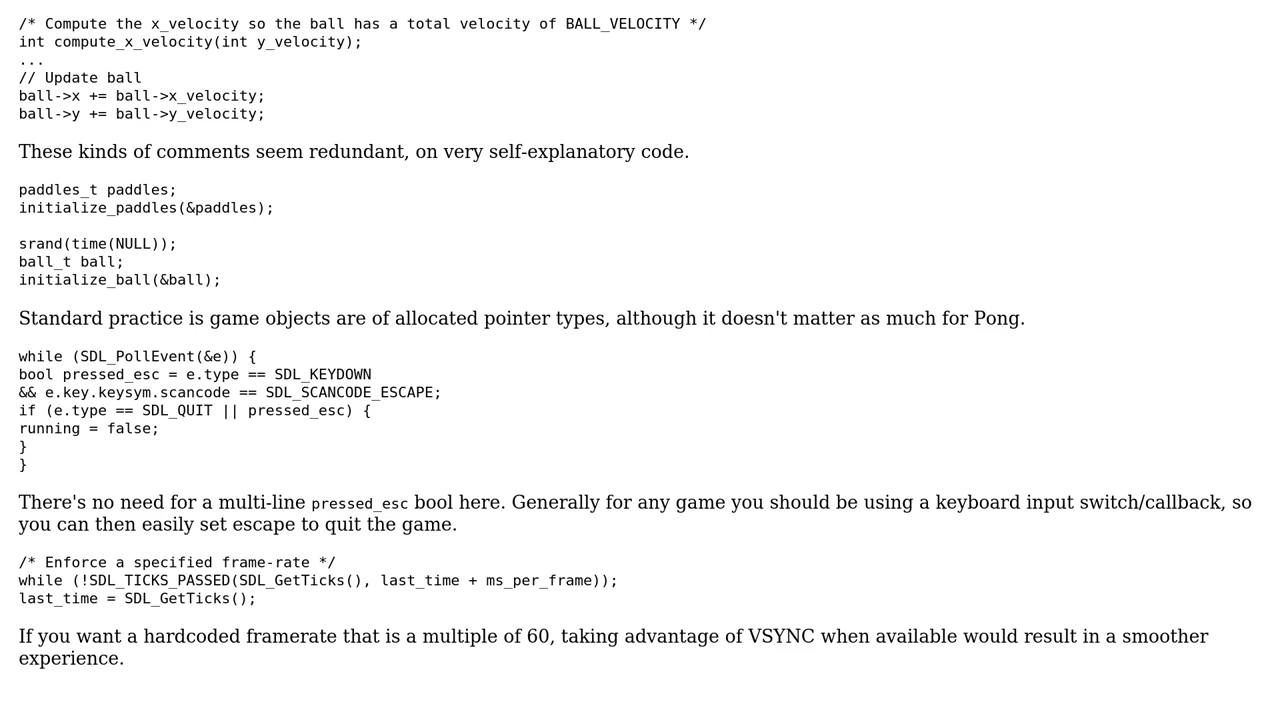 /* Compute the x_velocity so the ball has a total velocity of BALL_VELOCITY */
int compute_x_velocity(int y_velocity);
...
// Update ball
ball->x += ball->x_velocity;
ball->y += ball->y_velocity;
These kinds of comments seem redundant, on very self-explanatory code.
paddles_t paddles;
initialize_paddles(&paddles);
srand(time(NULL));
ball_t ball;
initialize_ball(&ball);
Standard practice is game objects are of allocated pointer types, although it doesn't matter as much for Pong.
while (SDL_PollEvent(&e)) {
bool pressed_esc = e.type == SDL_KEYDOWN
&& e.key.keysym.scancode == SDL_SCANCODE_ESCAPE;
if (e.type == SDL_QUIT || pressed_esc) {
running = false;
}
}
There's no need for a multi-line pressed_esc bool here. Generally for any game you should be using a keyboard input switch/callback, so
you can then easily set escape to quit the game.
/* Enforce a specified frame-rate */
while (!SDL_TICKS_PASSED(SDL_GetTicks(), last_time + ms_per_frame));
last_time = SDL_GetTicks();
If you want a hardcoded framerate that is a multiple of 60, taking advantage of VSYNC when available would result in a smoother
experience.